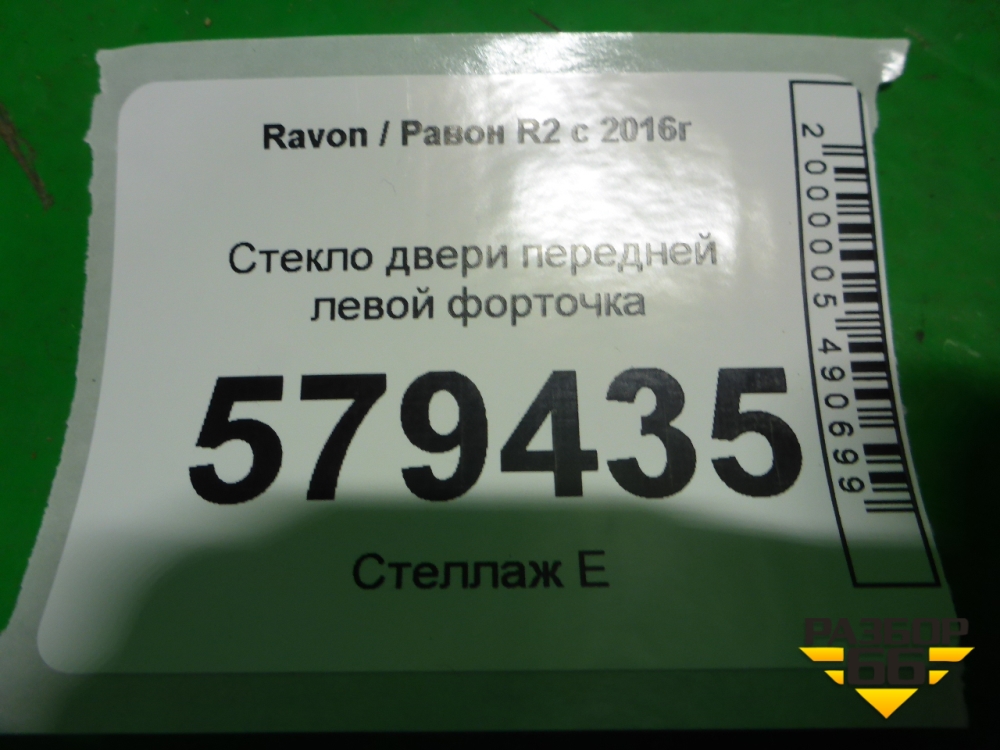 Ravon / Равон R2 с 2016г
Стекло двери передней
левой форточка
579435
Стеллаж Е
2 000005 490699
РАЗБОР
66